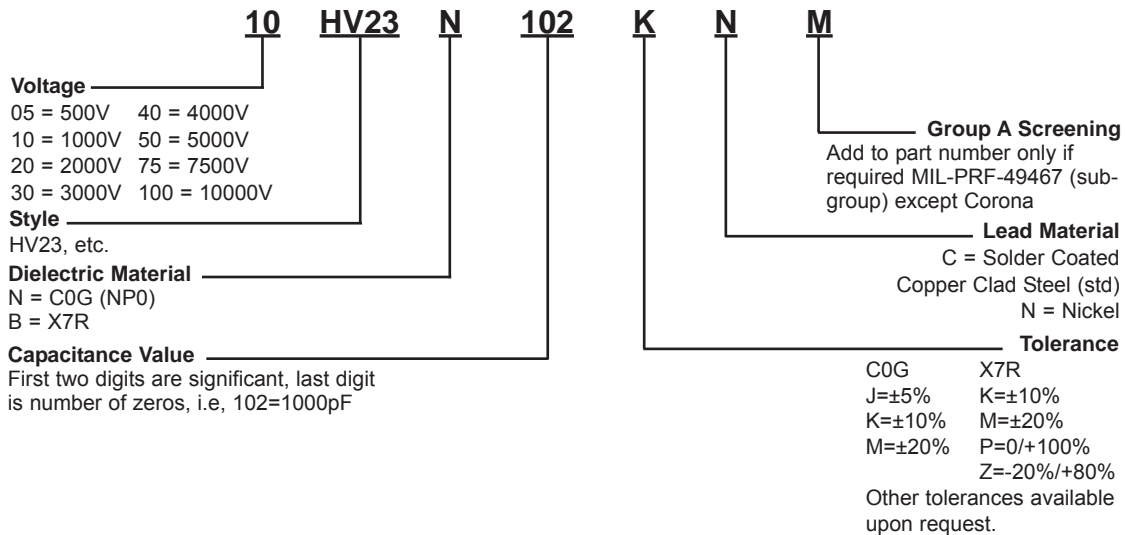 10 HV23 N 102 K N M
Voltage
05 = 500V 40 = 4000V
10 = 1000V 50 = 5000V
20 = 2000V 75 = 7500V
30 = 3000V 100 = 10000V
Style
HV23, etc.
Dielectric Material
N = C0G (NP0)
B = X7R
Capacitance Value
First two digits are significant, last digit
is number of zeros, i.e, 102=1000pF
Group A Screening
Add to part number only if
required MIL-PRF-49467 (sub-
group) except Corona
Lead Material
C = Solder Coated
Copper Clad Steel (std)
N = Nickel
Tolerance
C0G X7R
J=±5% K=±10%
K=±10% M=±20%
M=±20% P=0/+100%
Z=-20%/+80%
Other tolerances available
upon request.